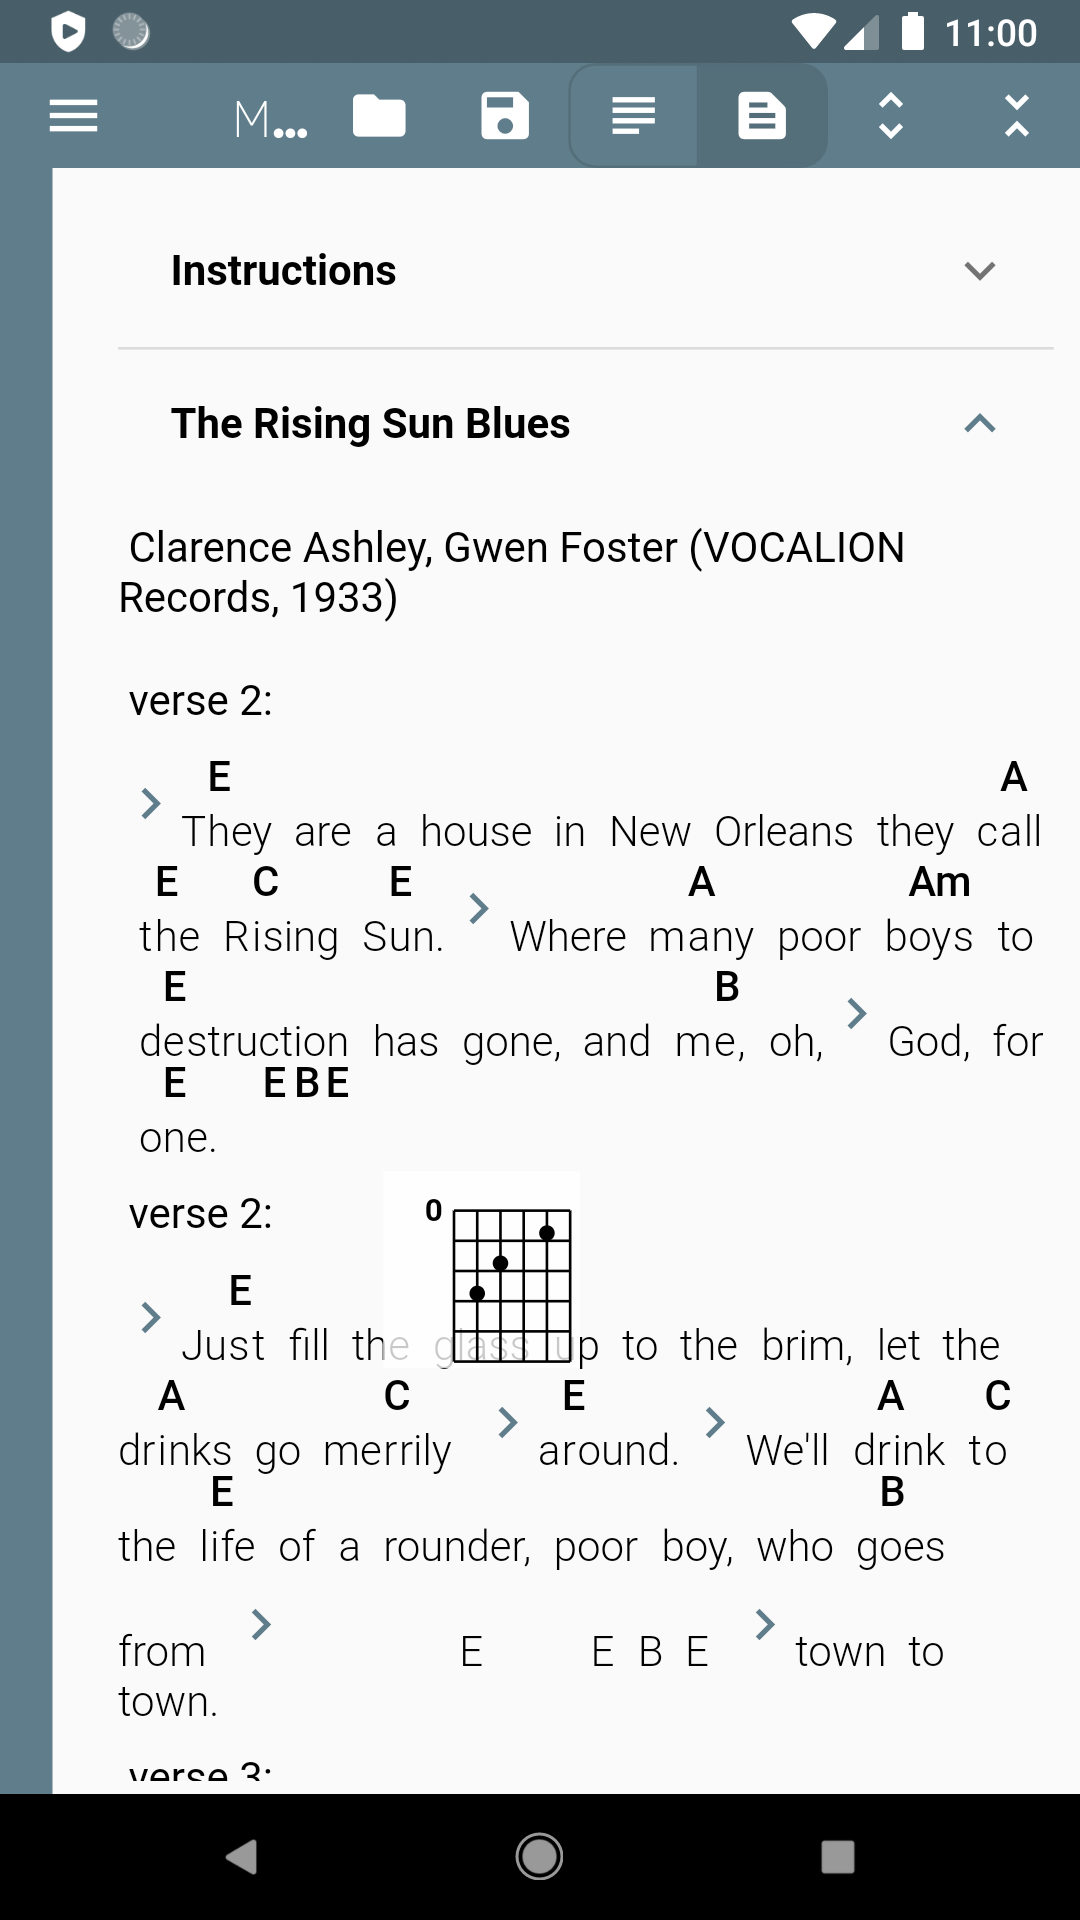 11:00
M...
Instructions
The Rising Sun Blues
Clarence Ashley, Gwen Foster (VOCALION
Records, 1933)
verse 2:
E A
They are a house in New Orleans they call
E C E A Am
the Rising Sun. Where many poor boys to
E B
destruction has gone, and me, oh, God, for
E E B E
one.
verse 2:
0
E
Just fill the glass up to the brim, let the
A C E A C
drinks go merrily around. We'll drink to
E B
the life of a rounder, poor boy, who goes
from E E B E town to
town.
verse 3: